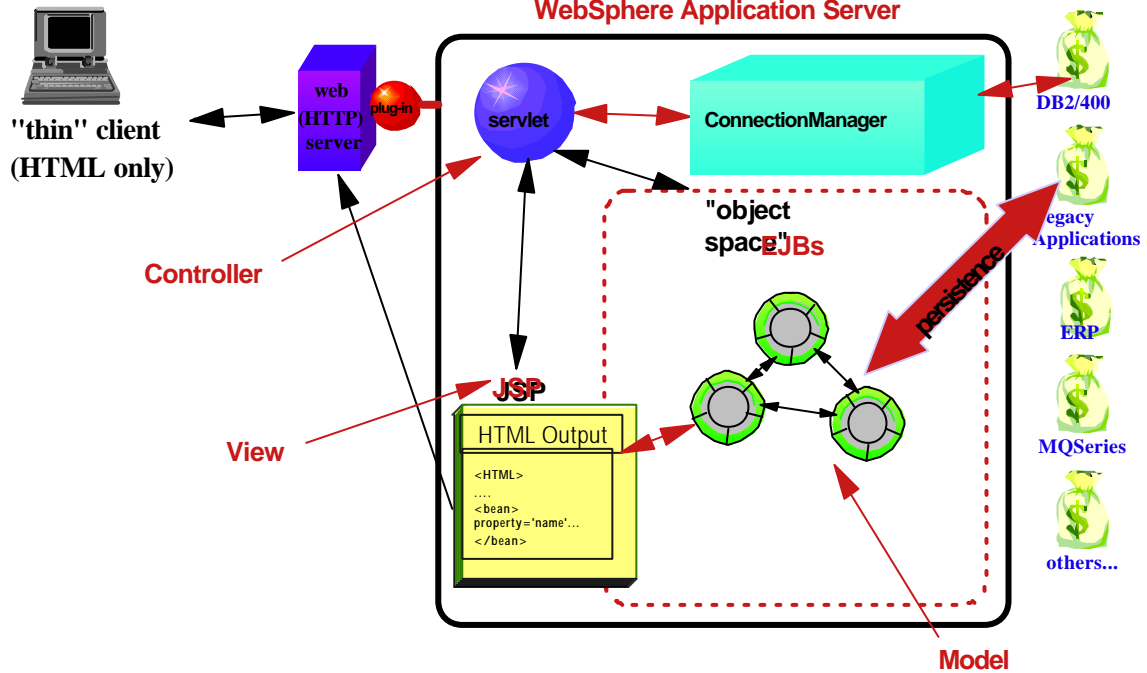 WebSphere Application Server
"thin" client
(HTML only)
web
(HTTP)
server
plug-in
servlet
ConnectionManager
DB2/400
"object
space"
EJBs
egacy
Applications
persistence
ERP
MQSeries
others...
Controller
View
JSP
JSP
HTML Output
<HTML>
....
<bean>
property='name'...
</bean>
Model
$
$
$
$
$